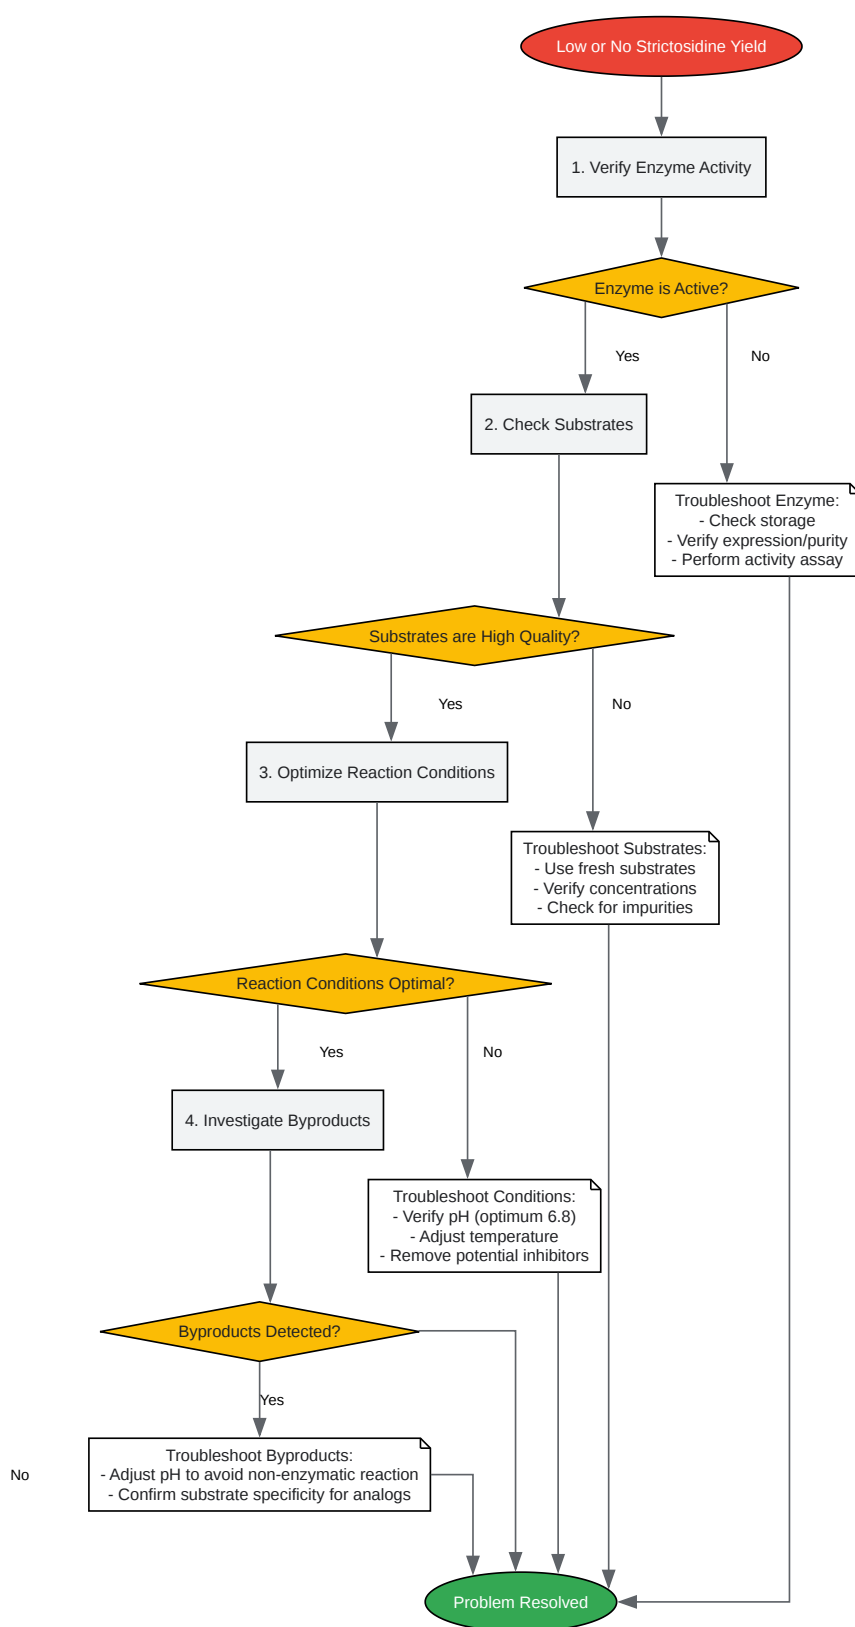 Low or No Strictosidine Yield
1. Verify Enzyme Activity
Enzyme is Active?
Yes
No
2. Check Substrates
Troubleshoot Enzyme:
- Check storage
- Verify expression/purity
- Perform activity assay
Substrates are High Quality?
Yes
No
3. Optimize Reaction Conditions
Troubleshoot Substrates:
- Use fresh substrates
- Verify concentrations
- Check for impurities
Reaction Conditions Optimal?
Yes
No
4. Investigate Byproducts
Troubleshoot Conditions:
- Verify pH (optimum 6.8)
- Adjust temperature
- Remove potential inhibitors
Byproducts Detected?
Yes
Troubleshoot Byproducts:
- Adjust pH to avoid non-enzymatic reaction
- Confirm substrate specificity for analogs
No
Problem Resolved